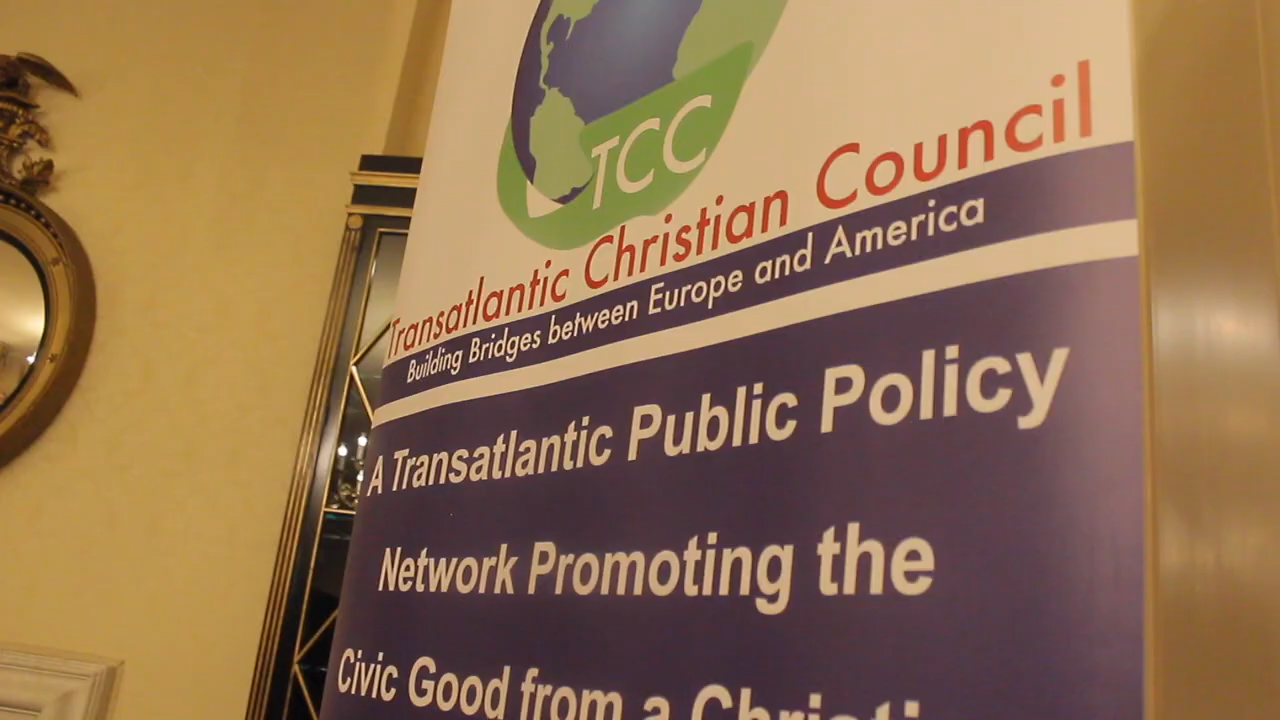 TCC
Transatlantic Christian Council
Building Bridges between Europe and America
A Transatlantic Public Policy
Network Promoting the
Civic Good from a